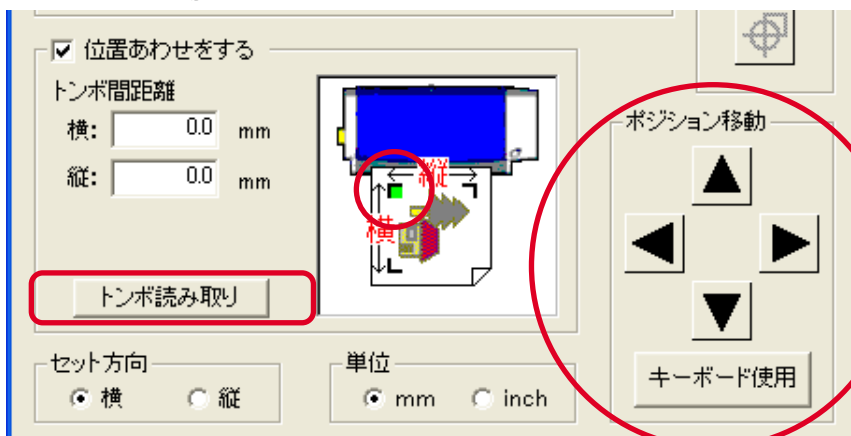 位置あわせをする
トンボ間距離
横: 0.0 mm
縦: 0.0 mm
縦
横
トンボ読み取り
ポジション移動
キーボード使用
セット方向
横 縦
単位
mm inch